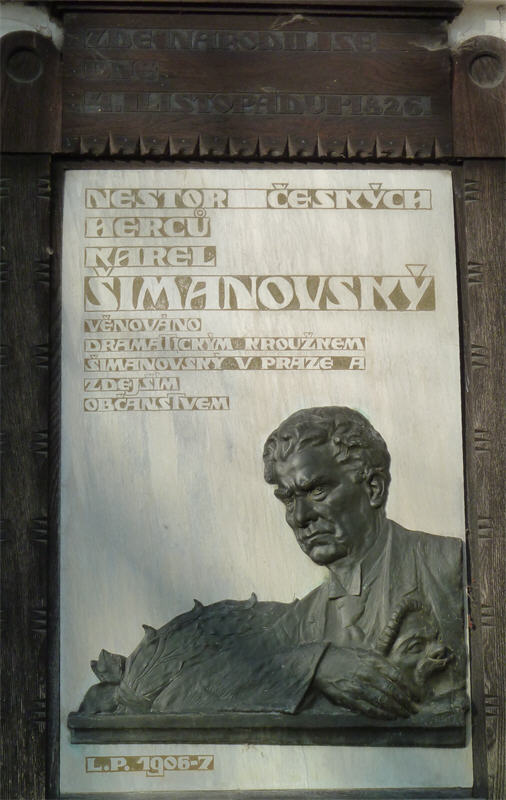 ZDE NARODIL SE
DNE
4. LISTOPADU 1826
NESTOR ČESKÝCH
HERCŮ
KAREL
ŠIMANOVSKÝ
VĚNOVÁNO
DRAMATICKÝM KROUŽKEM
ŠIMANOVSKÝ V PRAZE A
ZDEJŠÍM
OBČANSTVEM
L.P. 1906-7